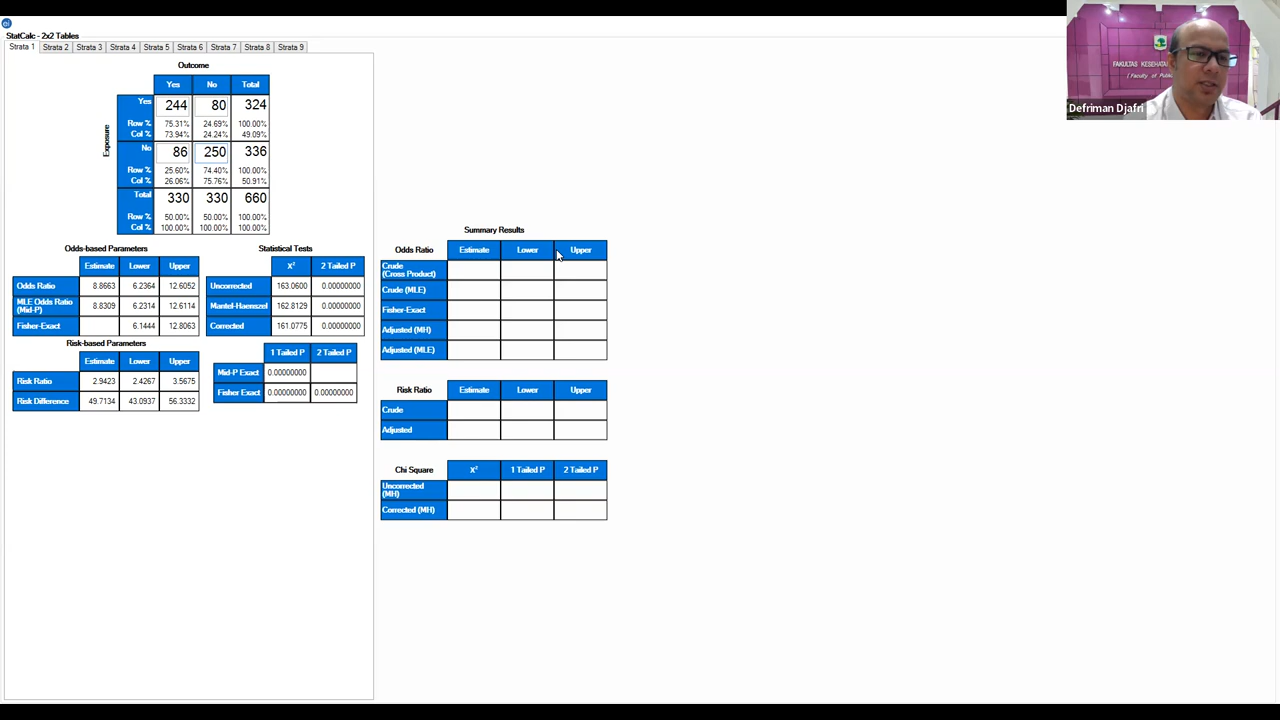 StatCalc - 2x2 Tables
Strata 1 Strata 2 Strata 3 Strata 4 Strata 5 Strata 6 Strata 7 Strata 8 Strata 9
Outcome
Yes No Total
Exposure
Yes 244 80 324
Row % 75.31% 24.69% 100.00%
Col % 73.94% 24.24% 49.09%
No 86 250 336
Row % 25.60% 74.40% 100.00%
Col % 26.06% 75.76% 50.91%
Total 330 330 660
Row % 50.00% 50.00% 100.00%
Col % 100.00% 100.00% 100.00%
Odds-based Parameters
Estimate Lower Upper
Odds Ratio 8.8663 6.2364 12.6052
MLE Odds Ratio (Mid-P) 8.8309 6.2314 12.6114
Fisher-Exact 6.1444 12.8063
Statistical Tests
X² 2 Tailed P
Uncorrected 163.0600 0.00000000
Mantel-Haenszel 162.8129 0.00000000
Corrected 161.0775 0.00000000
Risk-based Parameters
Estimate Lower Upper
Risk Ratio 2.9423 2.4267 3.5675
Risk Difference 49.7134 43.0937 56.3332
1 Tailed P 2 Tailed P
Mid-P Exact 0.00000000
Fisher Exact 0.00000000 0.00000000
Summary Results
Odds Ratio Estimate Lower Upper
Crude
(Cross Product)
Crude (MLE)
Fisher-Exact
Adjusted (MH)
Adjusted (MLE)
Risk Ratio Estimate Lower Upper
Crude
Adjusted
Chi Square X² 1 Tailed P 2 Tailed P
Uncorrected
(MH)
Corrected (MH)
FAKULTAS KESEHATA
(Faculty of Pu
Defriman Djafri